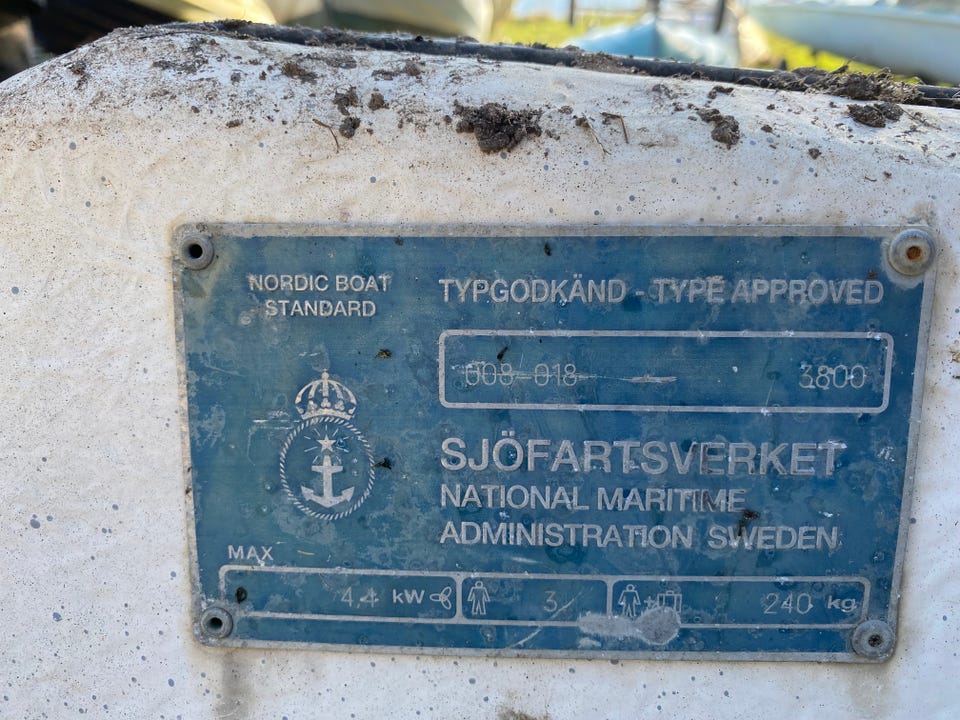 NORDIC BOAT
STANDARD
TYPGODKÄND - TYPE APPROVED
008-018 3800
SJÖFARTSVERKET
NATIONAL MARITIME
ADMINISTRATION SWEDEN
MAX
4.4 kW 3 + 240 kg